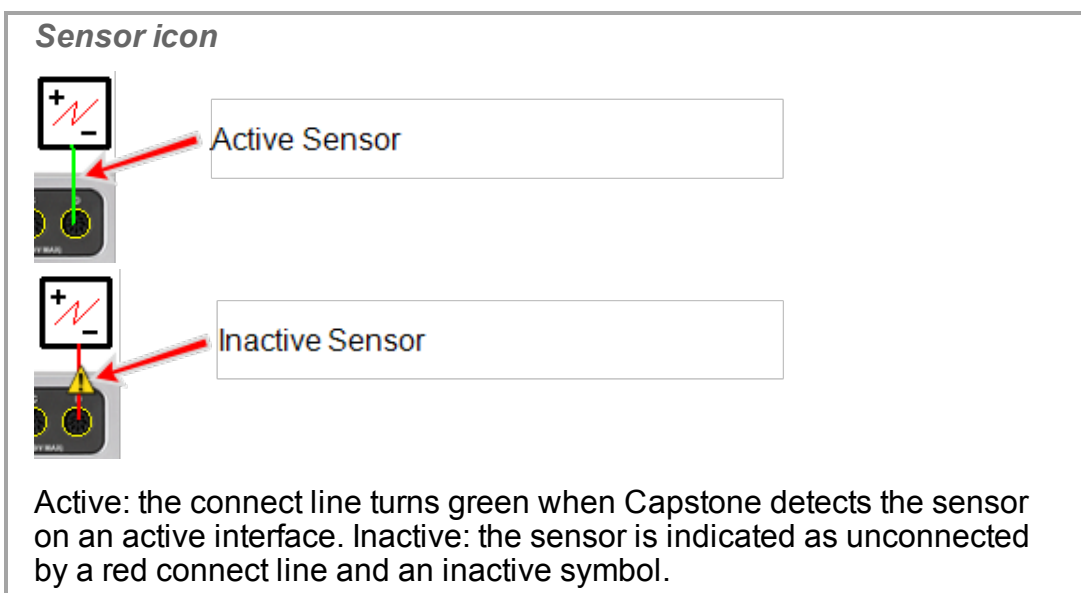 Sensor icon
Active Sensor
Inactive Sensor
Active: the connect line turns green when Capstone detects the sensor
on an active interface. Inactive: the sensor is indicated as unconnected
by a red connect line and an inactive symbol.